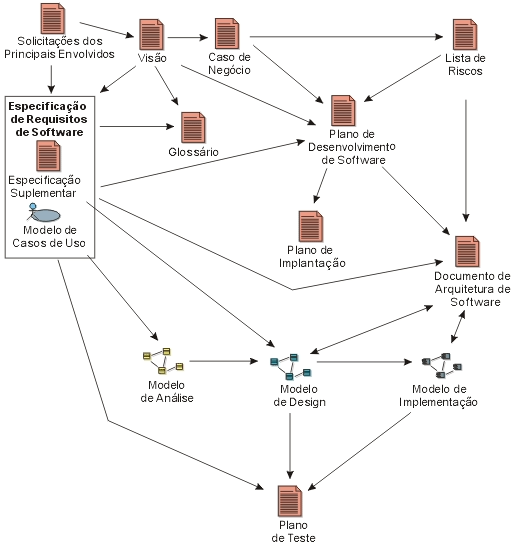 Solicitações dos
Principais Envolvidos
Visão
Caso de
Negócio
Lista de
Riscos
Especificação
de Requisitos
de Software
Especificação
Suplementar
Modelo de
Casos de Uso
Glossário
Plano de
Desenvolvimento
de Software
Plano de
Implantação
Documento de
Arquitetura de
Software
Modelo
de Análise
Modelo
de Design
Modelo de
Implementação
Plano
de Teste